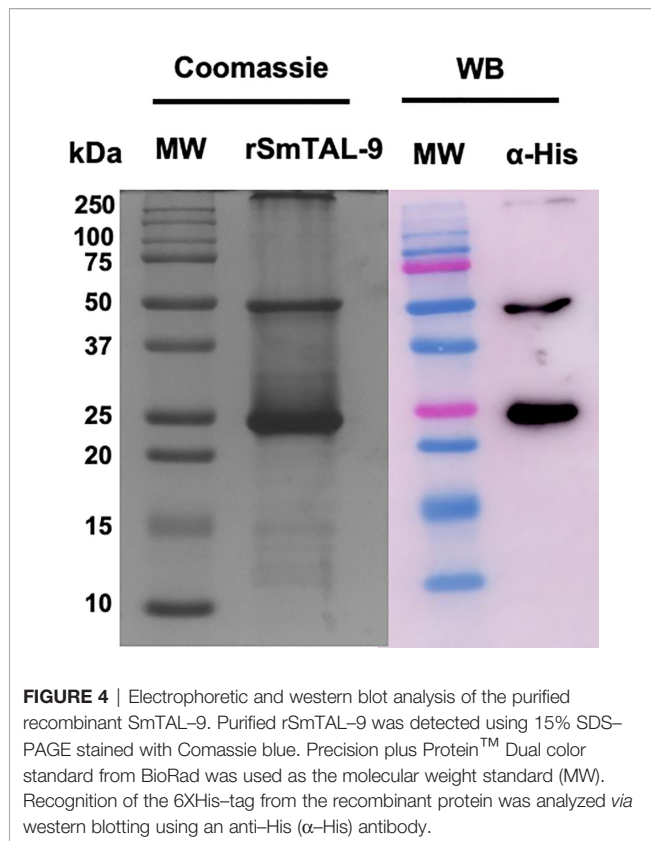 Coomassie WB
kDa MW rSmTAL-9 MW α-His
250
100
75
50
37
25
20
15
10
FIGURE 4 | Electrophoretic and western blot analysis of the purified
recombinant SmTAL–9. Purified rSmTAL–9 was detected using 15% SDS–
PAGE stained with Comassie blue. Precision plus Protein™ Dual color
standard from BioRad was used as the molecular weight standard (MW).
Recognition of the 6XHis–tag from the recombinant protein was analyzed via
western blotting using an anti–His (α–His) antibody.